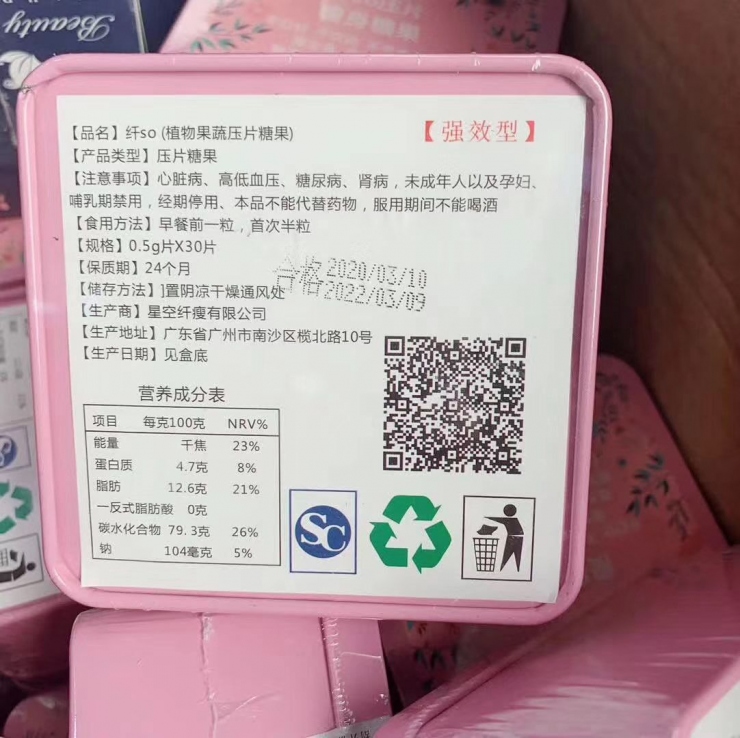 Beauty
【品名】纤so (植物果蔬压片糖果)
【强效型】
【产品类型】压片糖果
【注意事项】心脏病、高低血压、糖尿病、肾病，未成年人以及孕妇、
哺乳期禁用，经期停用、本品不能代替药物，服用期间不能喝酒
【食用方法】早餐前一粒，首次半粒
【规格】0.5g片X30片
【保质期】24个月
2020/03/10
【储存方法】]置阴凉干燥通风处
合格2022/03/09
【生产商】星空纤瘦有限公司
【生产地址】广东省广州市南沙区榄北路10号
【生产日期】见盒底
营养成分表
项目 每克100克 NRV%
能量 千焦 23%
蛋白质 4.7克 8%
脂肪 12.6克 21%
一反式脂肪酸 0克
碳水化合物 79.3克 26%
钠 104毫克 5%
SC